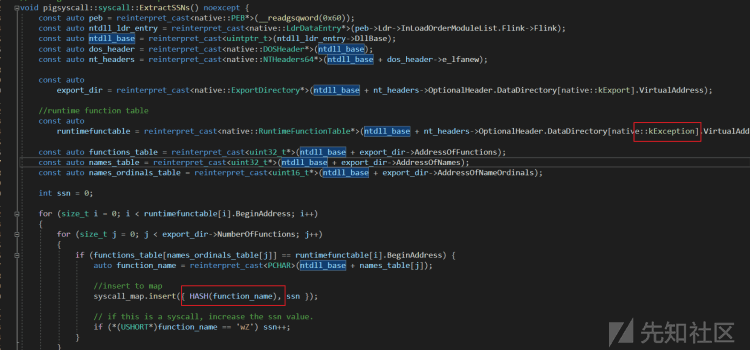 void pigsyscall::syscall::ExtractSSNs() noexcept {
const auto peb = reinterpret_cast<native::PEB*>(__readgsqword(0x60));
const auto ntdll_ldr_entry = reinterpret_cast<native::LdrDataEntry*>(peb->Ldr->InLoadOrderModuleList.Flink->Flink);
const auto ntdll_base = reinterpret_cast<uintptr_t>(ntdll_ldr_entry->DllBase);
const auto dos_header = reinterpret_cast<native::DOSHeader*>(ntdll_base);
const auto nt_headers = reinterpret_cast<native::NTHeaders64*>(ntdll_base + dos_header->e_lfanew);
const auto
export_dir = reinterpret_cast<native::ExportDirectory*>(ntdll_base + nt_headers->OptionalHeader.DataDirectory[native::kExport].VirtualAddress);
//runtime function table
const auto
runtimefunctable = reinterpret_cast<native::RuntimeFunctionTable*>(ntdll_base + nt_headers->OptionalHeader.DataDirectory[native::kException].VirtualAdd
const auto functions_table = reinterpret_cast<uint32_t*>(ntdll_base + export_dir->AddressOfFunctions);
const auto names_table = reinterpret_cast<uint32_t*>(ntdll_base + export_dir->AddressOfNames);
const auto names_ordinals_table = reinterpret_cast<uint16_t*>(ntdll_base + export_dir->AddressOfNameOrdinals);
int ssn = 0;
for (size_t i = 0; i < runtimefunctable[i].BeginAddress; i++)
{
for (size_t j = 0; j < export_dir->NumberOfFunctions; j++)
{
if (functions_table[names_ordinals_table[j]] == runtimefunctable[i].BeginAddress) {
auto function_name = reinterpret_cast<PCHAR>(ntdll_base + names_table[j]);
//insert to map
syscall_map.insert({ HASH(function_name), ssn });
// if this is a syscall, increase the ssn value.
if (*(USHORT*)function_name == 'wZ') ssn++;
}
}
先知社区